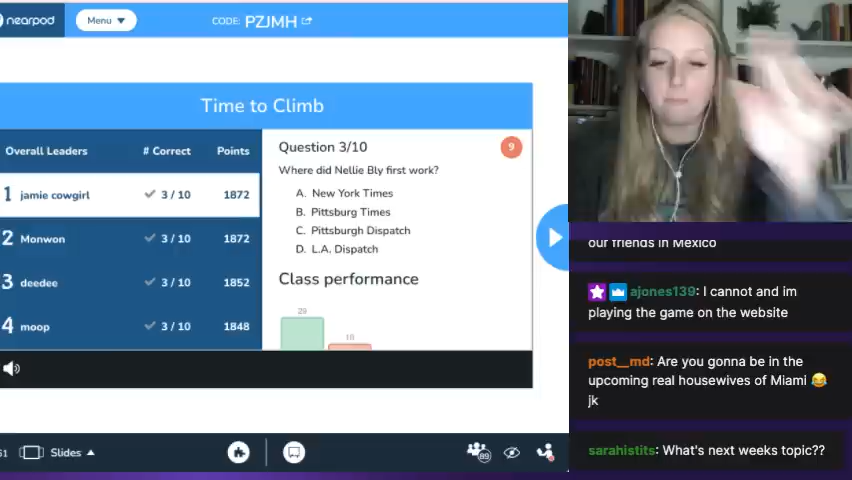 nearpod
Menu
CODE: PZJMH
Time to Climb
Overall Leaders # Correct Points
1 jamie cowgirl 3 / 10 1872
2 Monwon 3 / 10 1872
3 deedee 3 / 10 1852
4 moop 3 / 10 1848
Question 3/10
9
Where did Nellie Bly first work?
A. New York Times
B. Pittsburg Times
C. Pittsburgh Dispatch
D. L.A. Dispatch
Class performance
Slides
89
our friends in Mexico
ajones139: I cannot and im
playing the game on the website
post__md: Are you gonna be in the
upcoming real housewives of Miami 😂
jk
sarahistits: What's next weeks topic??